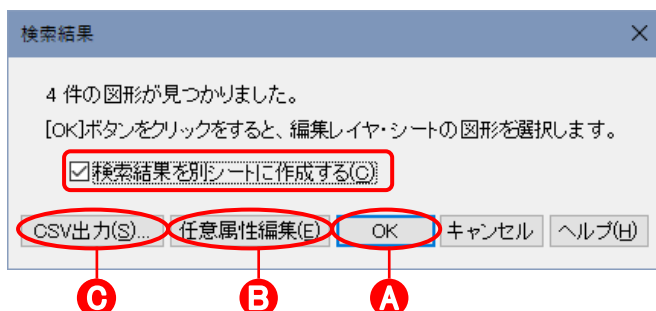 検索結果
4 件の図形が見つかりました。
[OK]ボタンをクリックをすると、編集レイヤ・シートの図形を選択します。
検索結果を別シートに作成する(C)
CSV出力(S)... 任意属性編集(E) OK キャンセル ヘルプ(H)
C B A